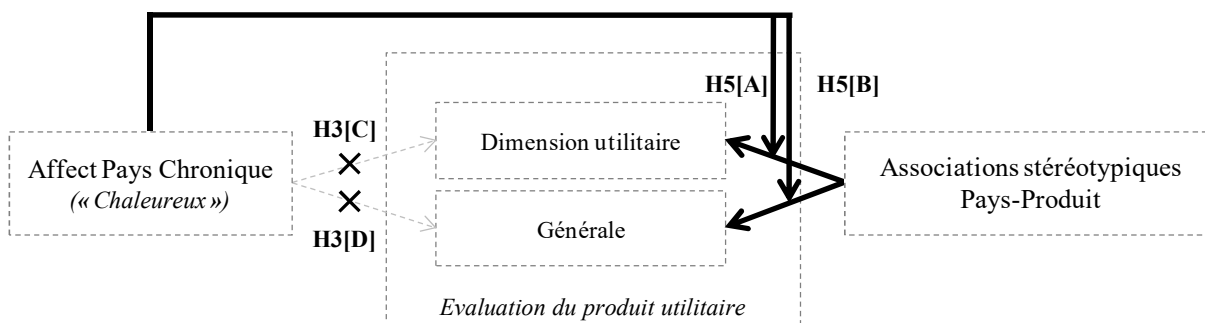 H5[A]
H5[B]
H3[C]
Affect Pays Chronique
(« Chaleureux »)
H3[D]
Dimension utilitaire
Générale
Evaluation du produit utilitaire
Associations stéréotypiques
Pays-Produit